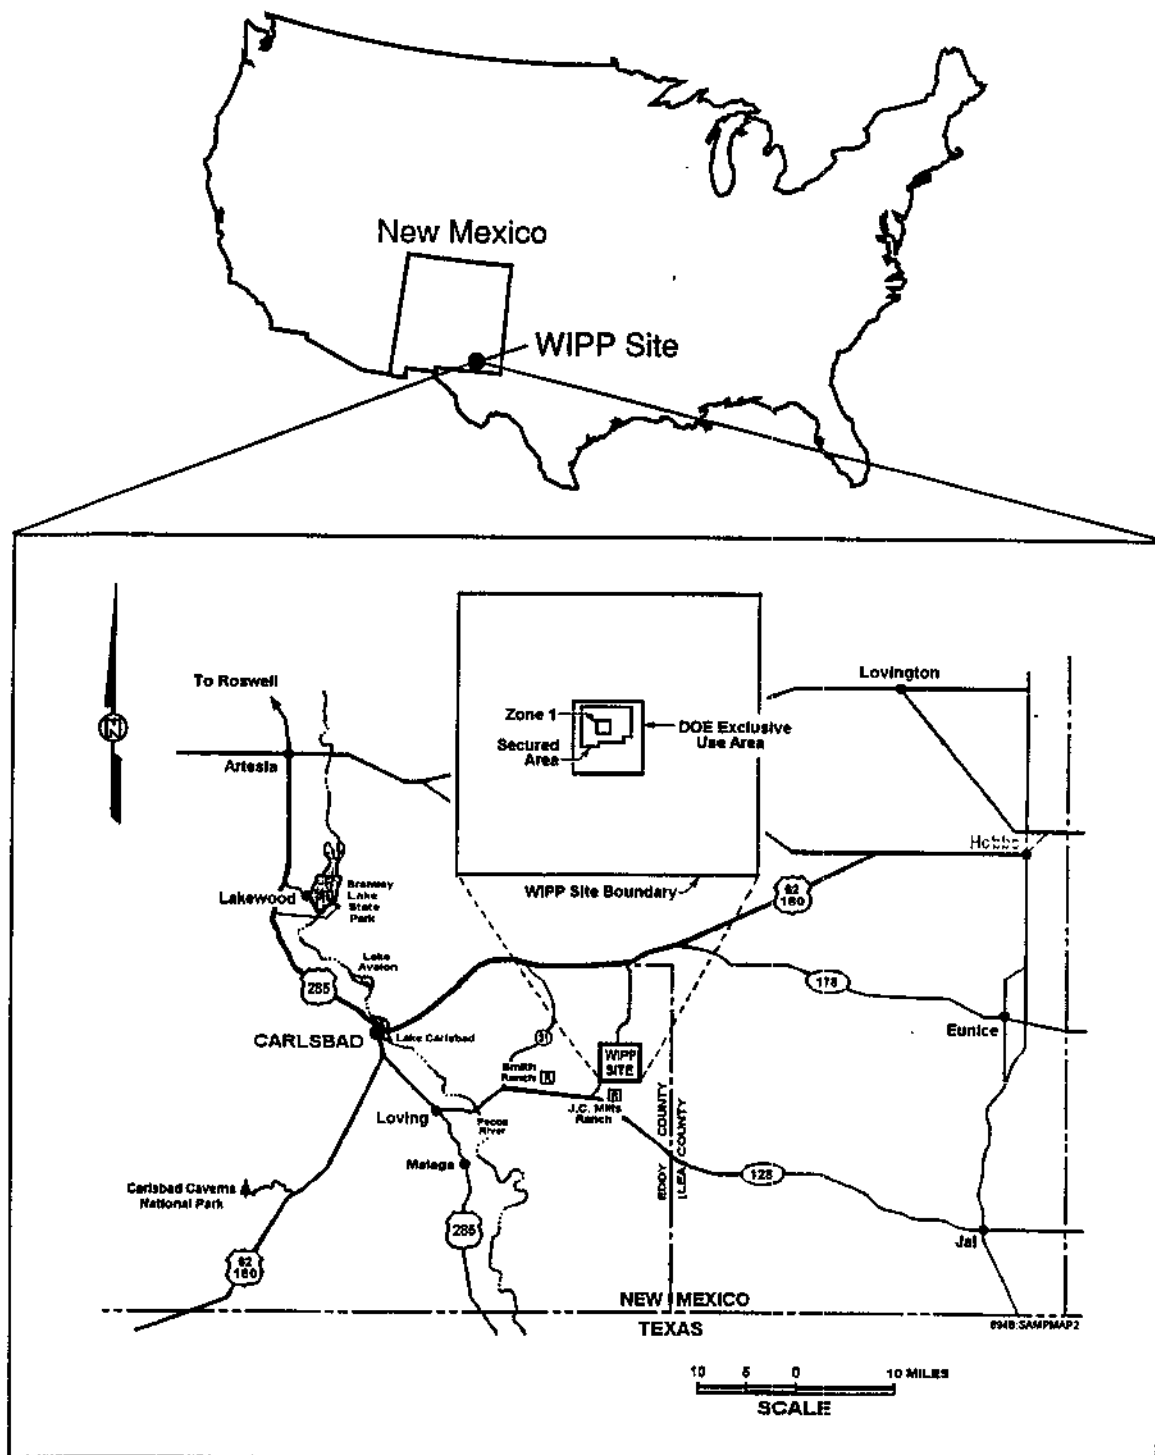 New Mexico
WIPP Site
To Roswell
Artesia
Lovington
Zone 1
Secured
Area
DOE Exclusive
Use Area
Hobbs
WIPP Site Boundary
62
180
Lakewood
Brantley
Lake
State
Park
Lake
Avalon
285
CARLSBAD
Lake Carlsbad
31
176
Eunice
WIPP
SITE
Smith
Ranch
R
J.C. Mills
Ranch
R
Loving
Pecos
River
Malaga
EDDY COUNTY
LEA COUNTY
128
Carlsbad Caverns
National Park
285
62
180
Jal
NEW MEXICO
TEXAS
694B:SAMPMAP2
10 5 0 10 MILES
SCALE